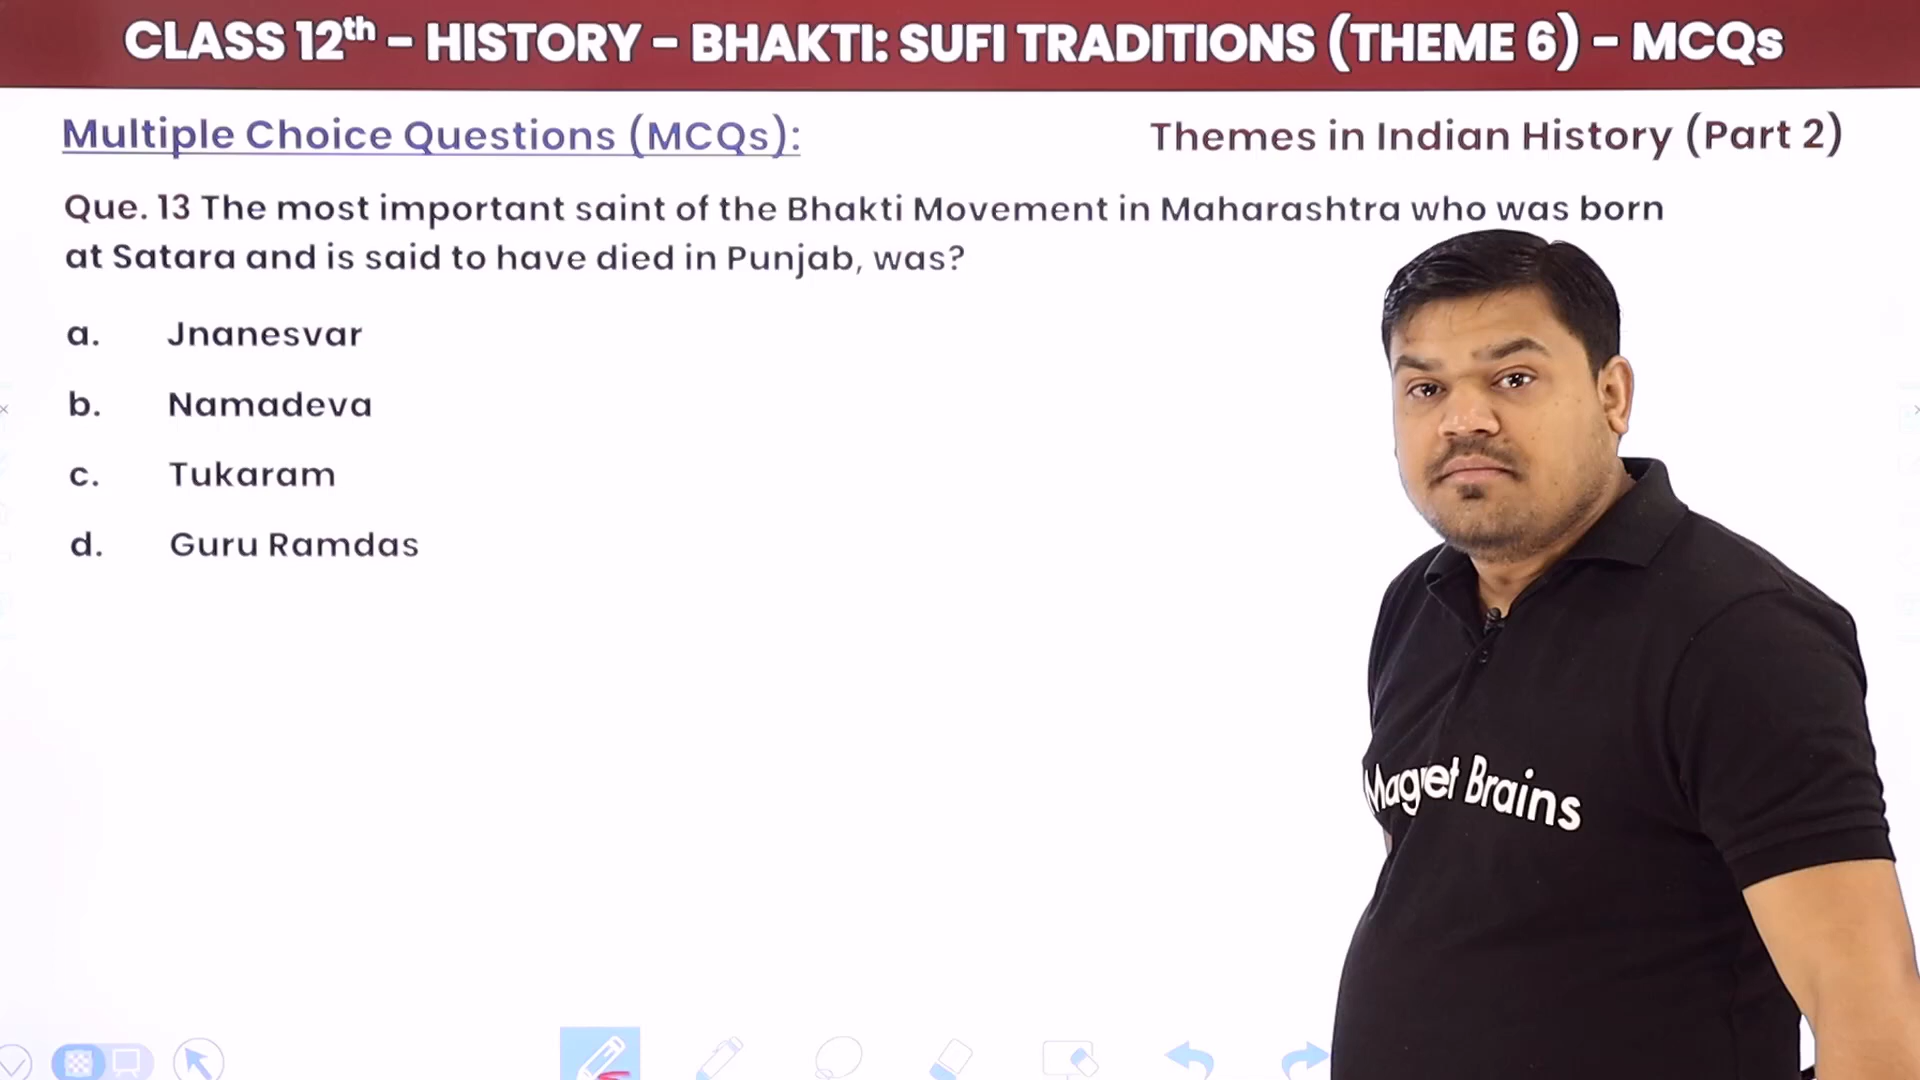 CLASS 12th - HISTORY - BHAKTI: SUFI TRADITIONS (THEME 6) - MCQs
Multiple Choice Questions (MCQs):
Themes in Indian History (Part 2)
Que. 13 The most important saint of the Bhakti Movement in Maharashtra who was born
at Satara and is said to have died in Punjab, was?
a. Jnanesvar
b. Namadeva
c. Tukaram
d. Guru Ramdas
Magnet Brains